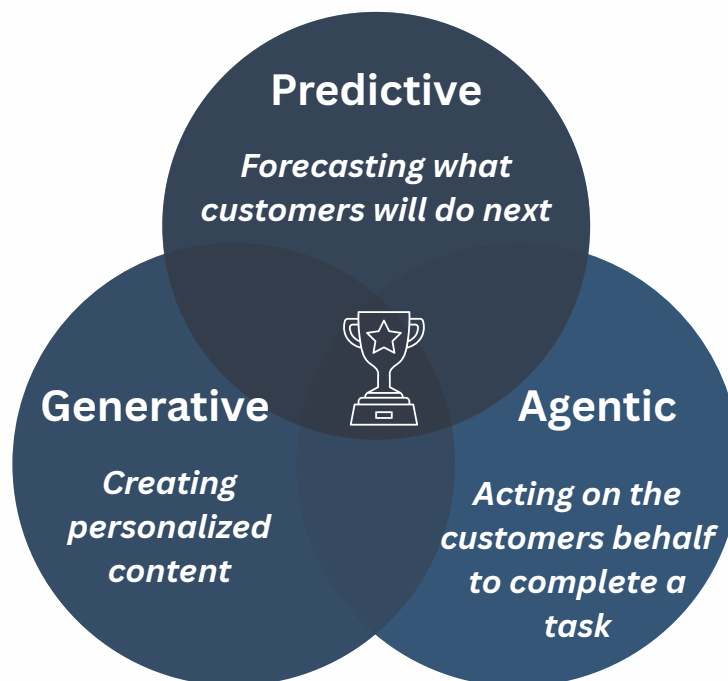 Predictive
Forecasting what
customers will do next
Generative
Creating
personalized
content
Agentic
Acting on the
customers behalf
to complete a
task